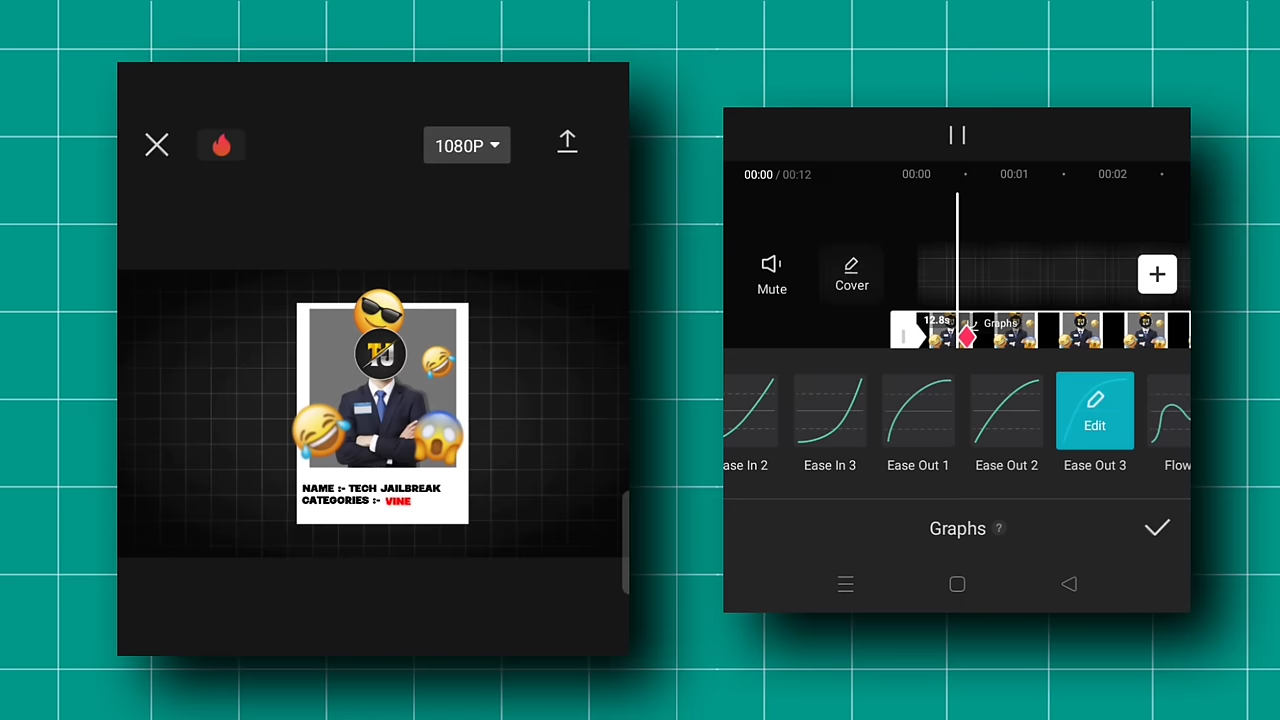 1080P
TJ
NAME :- TECH JAILBREAK
CATEGORIES :- VINE
00:00 / 00:12
00:00
00:01
00:02
Mute
Cover
+
12.8s
Graphs
ase In 2
Ease In 3
Ease Out 1
Ease Out 2
Edit
Ease Out 3
Flow
Graphs ?